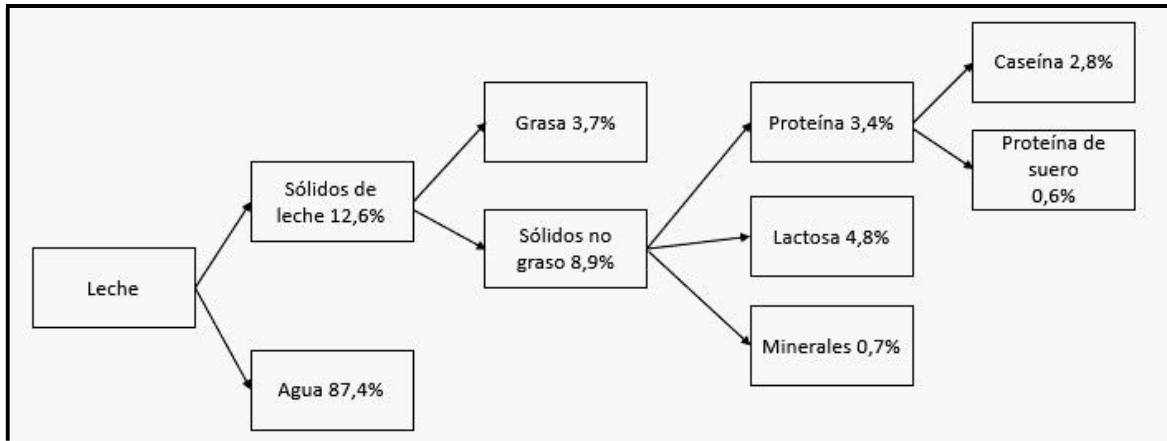 Leche
Sólidos de
leche 12,6%
Agua 87,4%
Grasa 3,7%
Sólidos no
graso 8,9%
Proteína 3,4%
Lactosa 4,8%
Minerales 0,7%
Caseína 2,8%
Proteína de
suero
0,6%